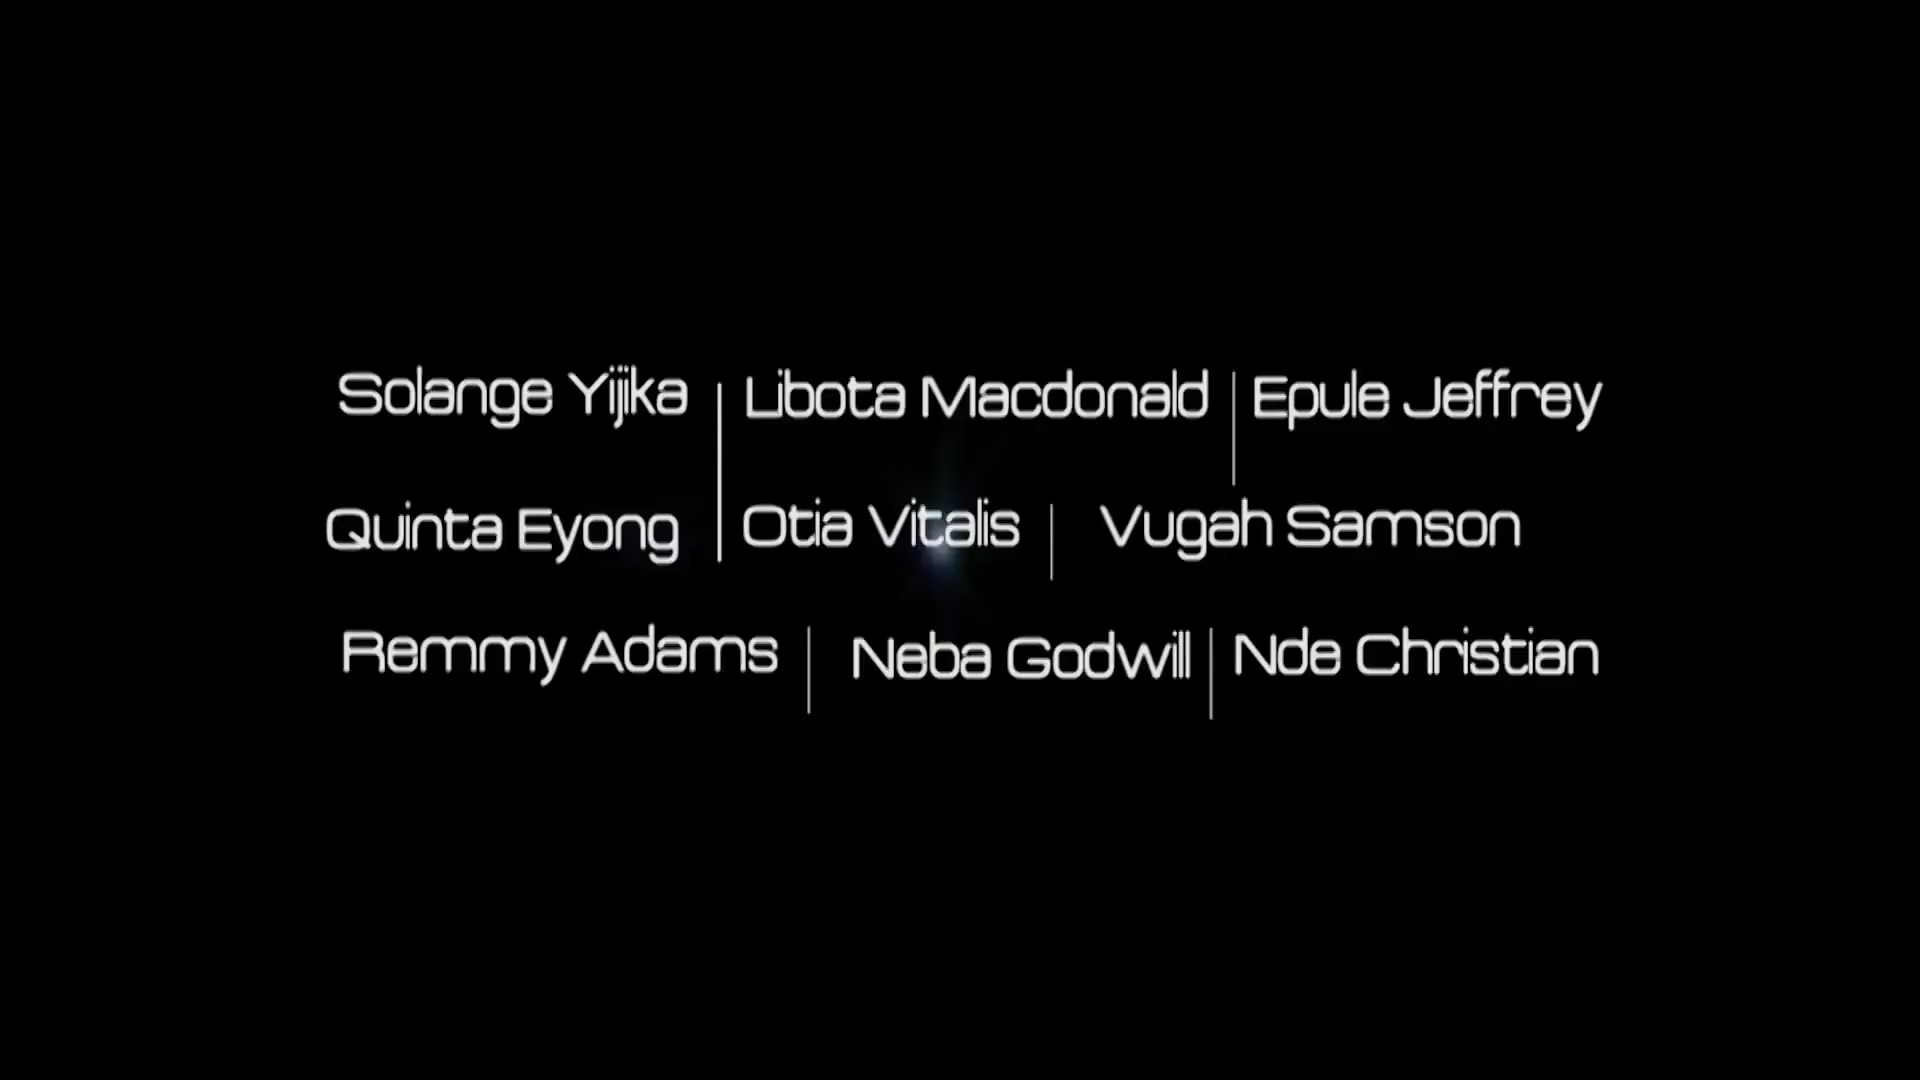 Solange Yijika | Libota Macdonald | Epule Jeffrey
Quinta Eyong | Otia Vitalis | Vugah Samson
Remmy Adams | Neba Godwill | Nde Christian